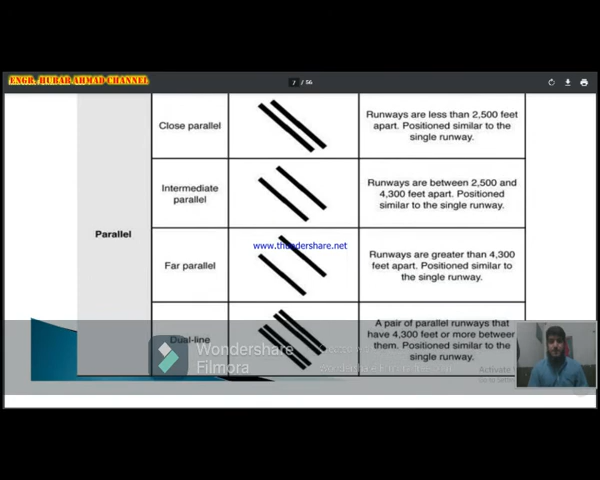 ENGR. HUBAB AHMAD CHANNEL
7 / 56
Close parallel
Runways are less than 2,500 feet
apart. Positioned similar to the
single runway.
Intermediate
parallel
Runways are between 2,500 and
4,300 feet apart. Positioned
similar to the single runway.
Parallel
www.thundershare.net
Far parallel
Runways are greater than 4,300
feet apart. Positioned similar to
the single runway.
Dual-line
A pair of parallel runways that
have 4,300 feet or more between
them. Positioned similar to the
single runway.
Wondershare
Filmora
Activate